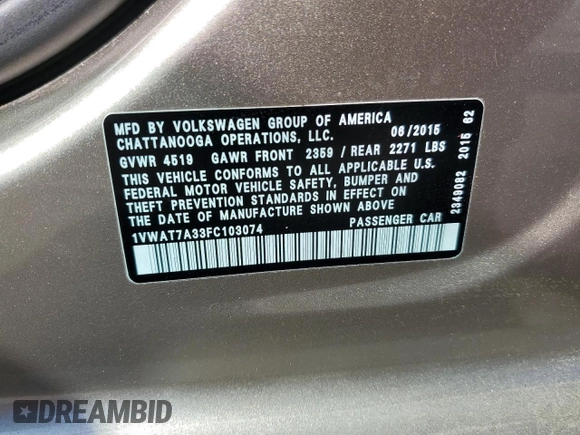 MFD BY VOLKSWAGEN GROUP OF AMERICA
CHATTANOOGA OPERATIONS, LLC. 06/2015
GVWR 4519 GAWR FRONT 2359 / REAR 2271 LBS
THIS VEHICLE CONFORMS TO ALL APPLICABLE U.S.
FEDERAL MOTOR VEHICLE SAFETY, BUMPER AND
THEFT PREVENTION STANDARDS IN EFFECT ON
DATE OF MANUFACTURE SHOWN ABOVE
1VWAT7A33FC103074 PASSENGER CAR
2349082 2015 62
DREAMBID